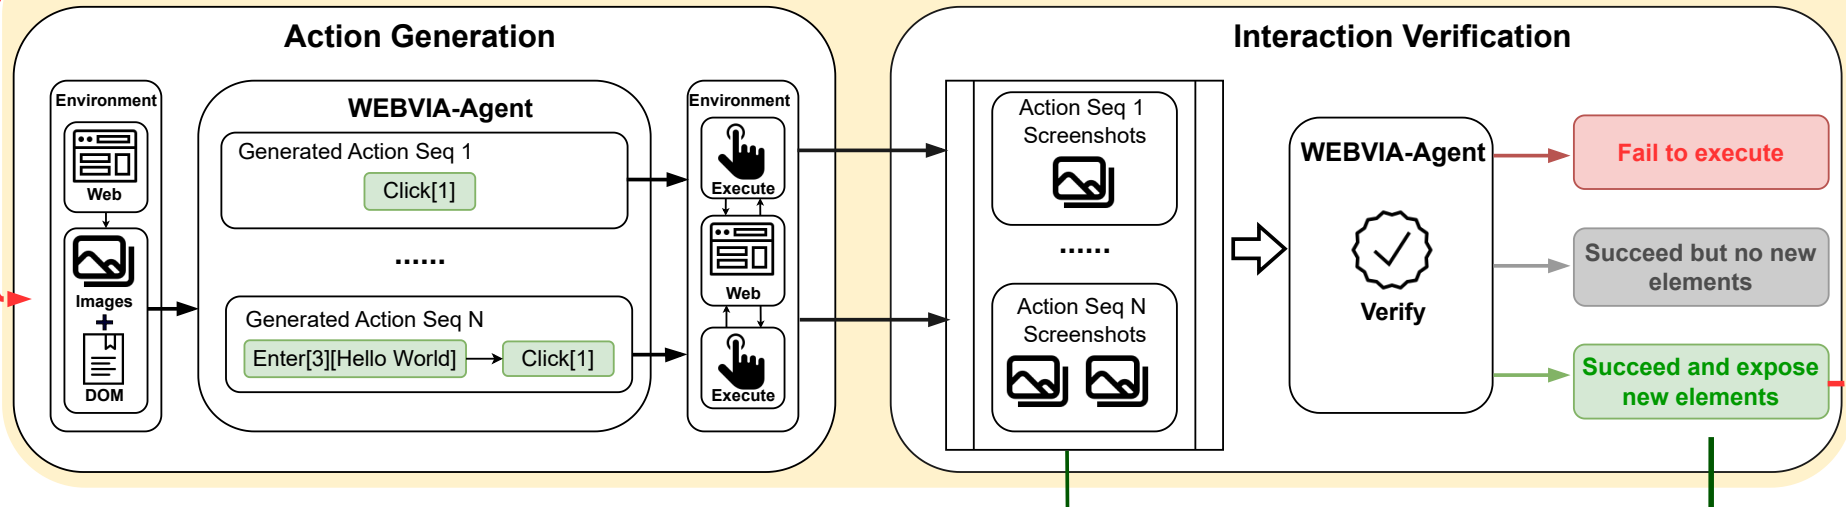 Action Generation
Environment
Web
Images
+
DOM
WEBVIA-Agent
Generated Action Seq 1
Click[1]
......
Generated Action Seq N
Enter[3][Hello World]
Click[1]
Environment
Execute
Web
Execute
Interaction Verification
Action Seq 1
Screenshots
......
Action Seq N
Screenshots
WEBVIA-Agent
Verify
Fail to execute
Succeed but no new
elements
Succeed and expose
new elements